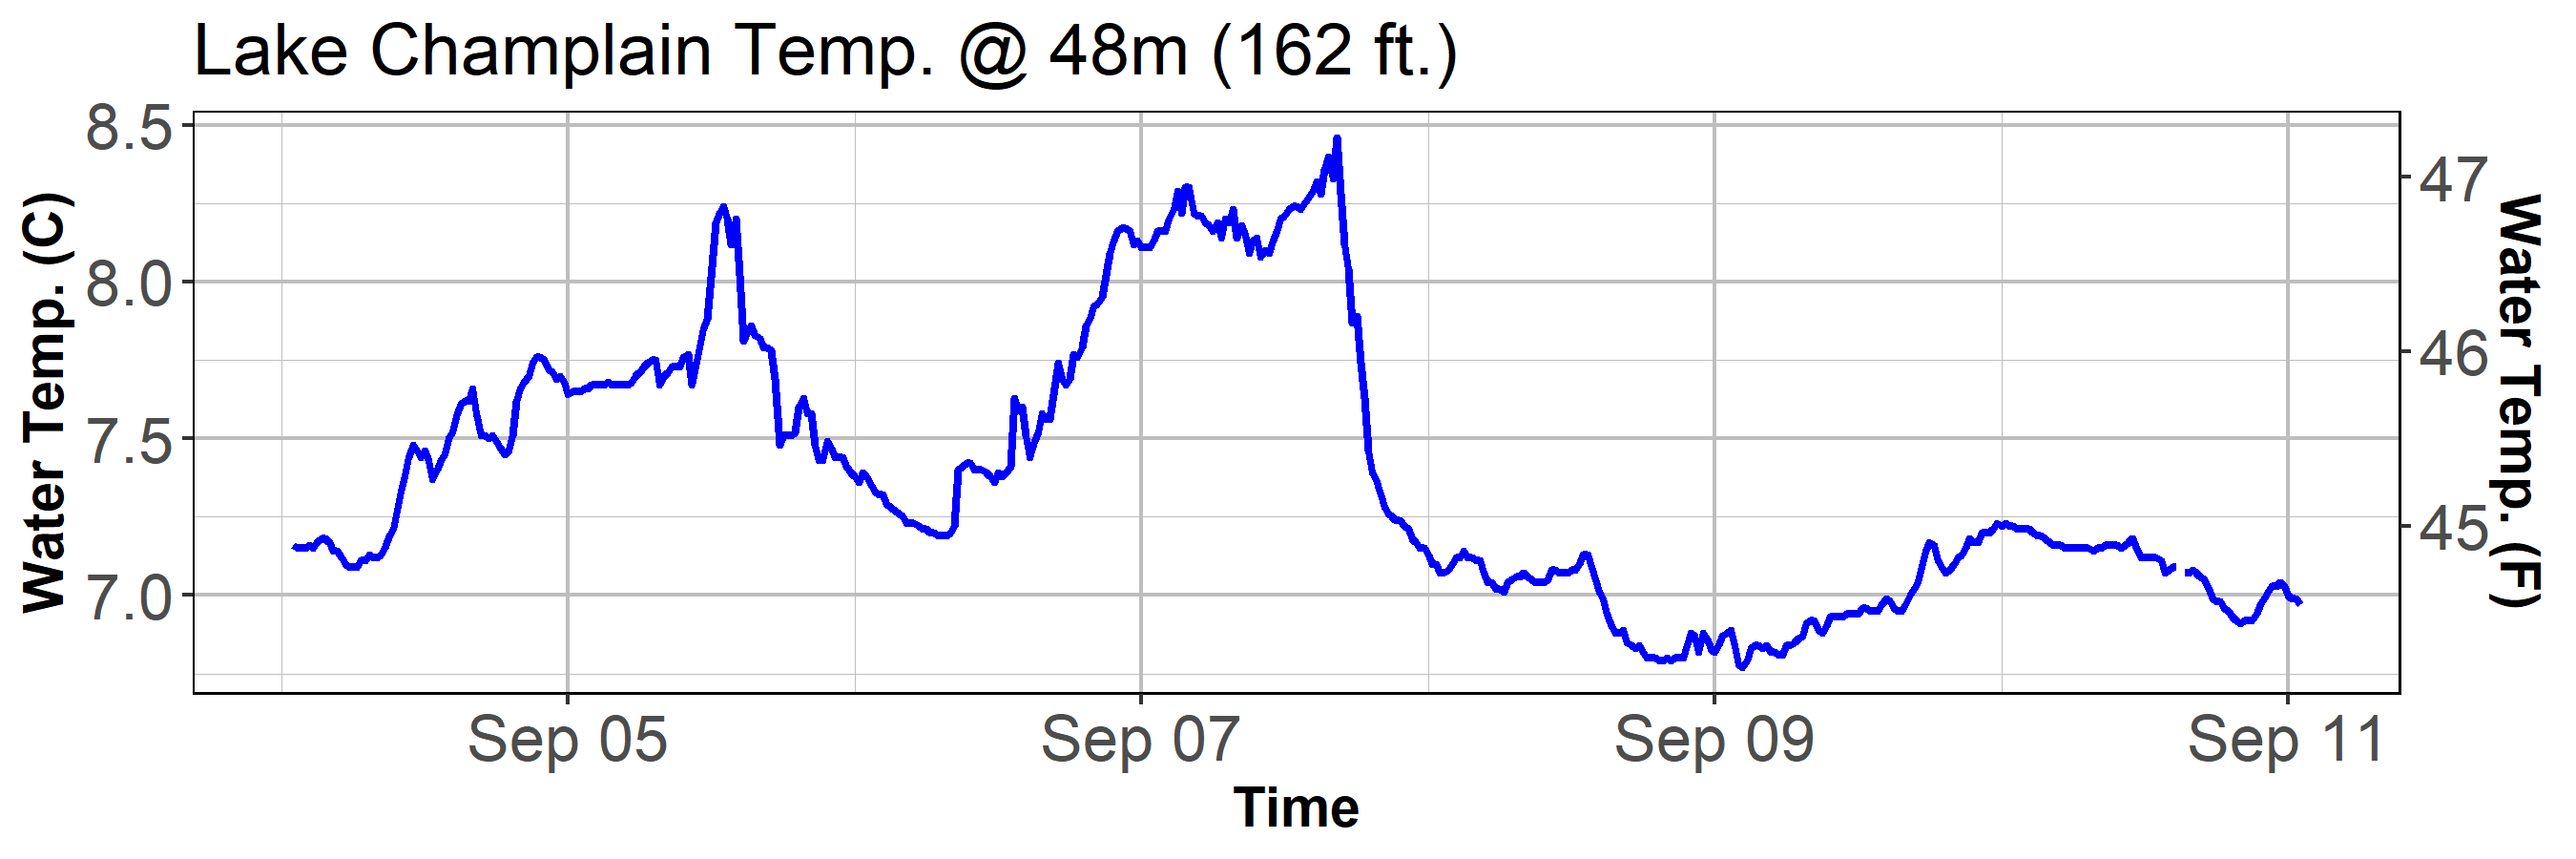 Lake Champlain Temp. @ 48m (162 ft.)
Water Temp. (C)
8.5
8.0
7.5
7.0
47
46
45
Water Temp. (F)
Sep 05 Sep 07 Sep 09 Sep 11
Time